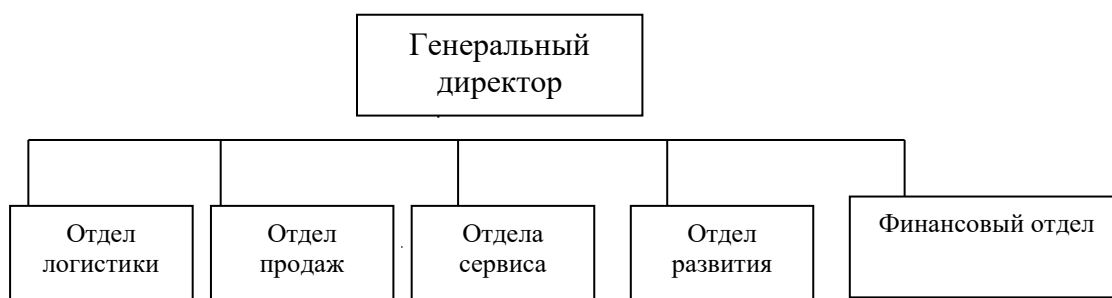 Генеральный
директор
Отдел
логистики
Отдел
продаж
Отдела
сервиса
Отдел
развития
Финансовый отдел